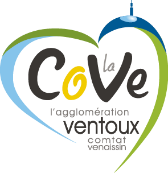 la
CoVe
l'agglomération
ventoux
comtat
venaissin